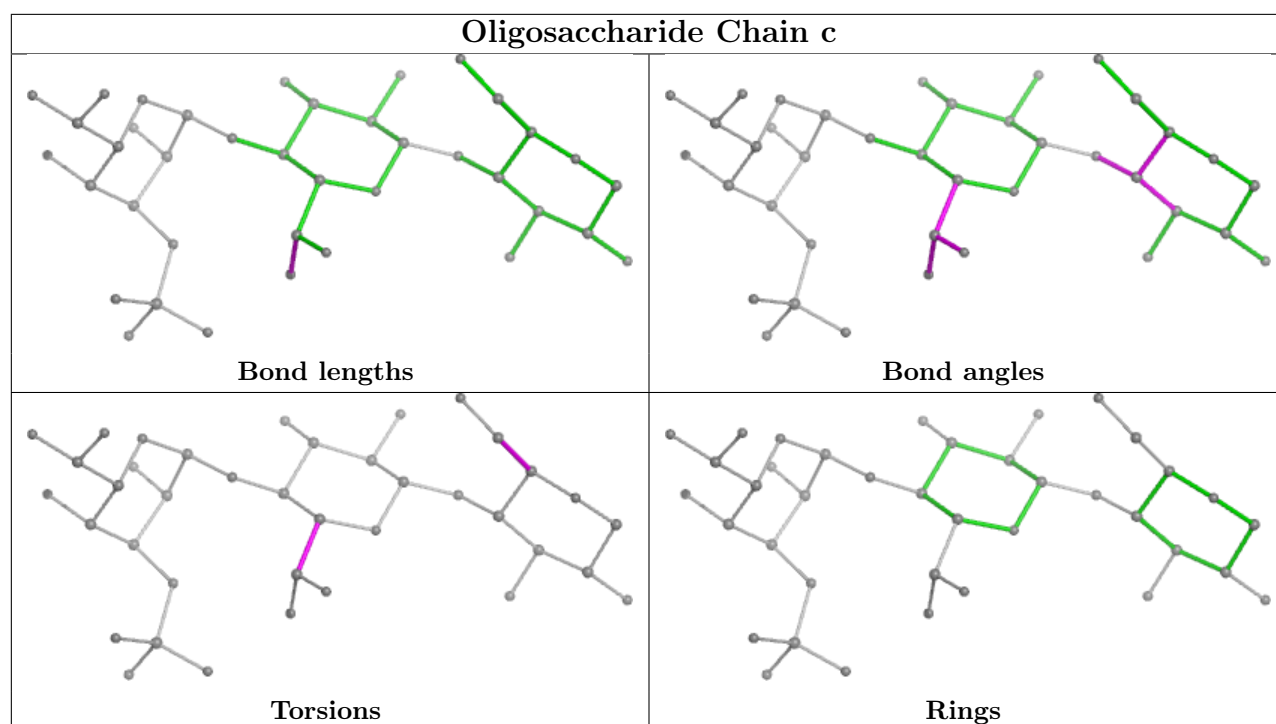 Oligosaccharide Chain c
Bond lengths
Bond angles
Torsions
Rings